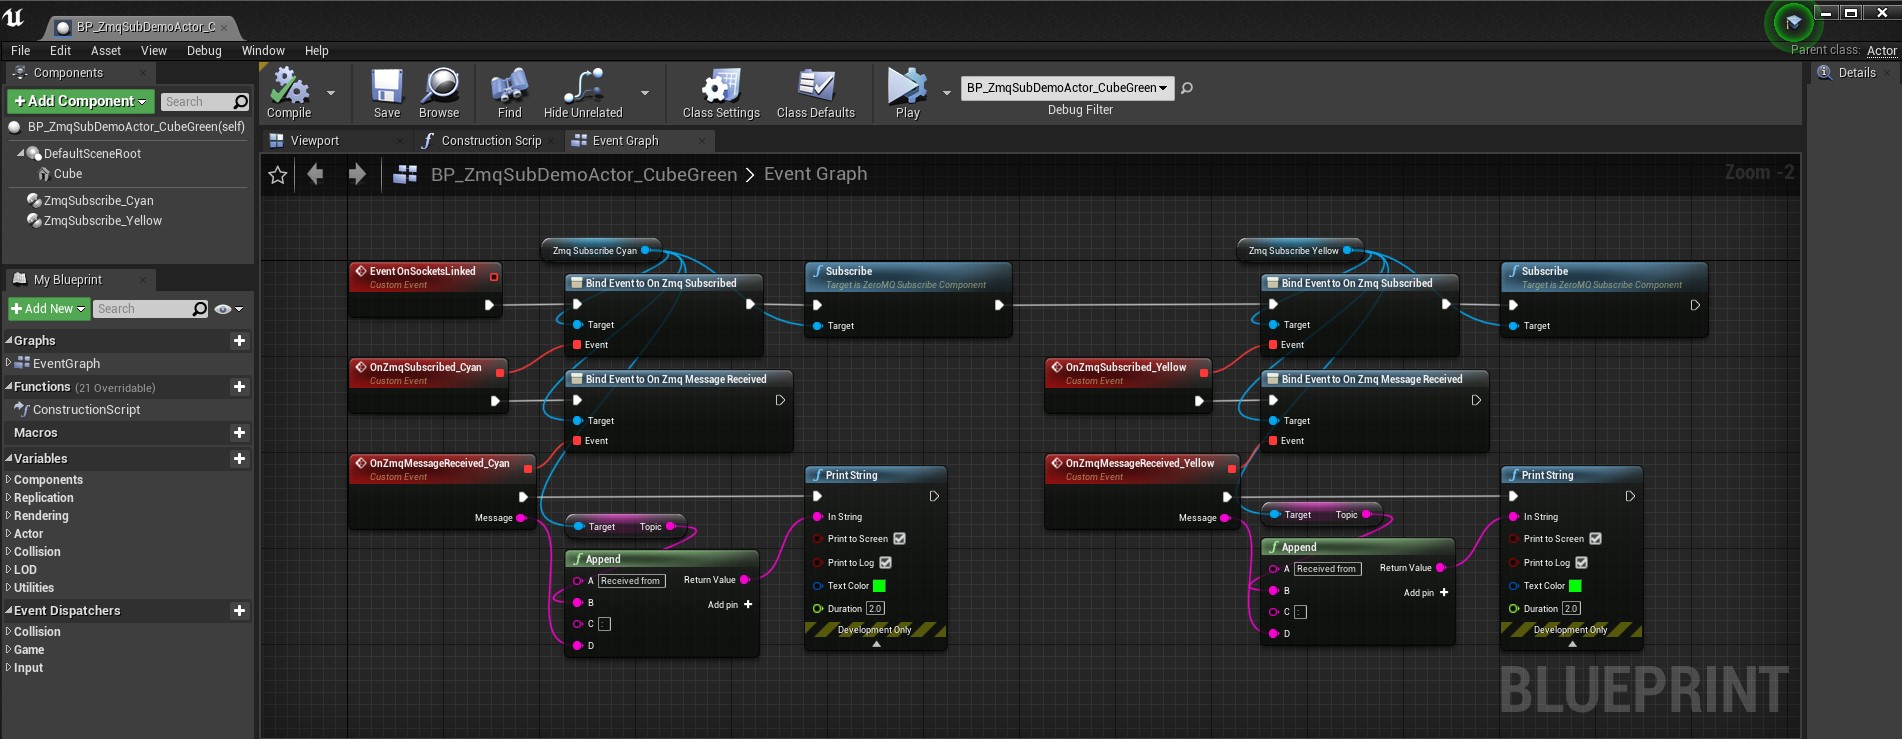 BP_ZmqSubDemoActor_C
File Edit Asset View Debug Window Help
Parent class: Actor
Components
Details
+ Add Component
Search
Compile
Save
Browse
Find
Hide Unrelated
Class Settings
Class Defaults
Play
BP_ZmqSubDemoActor_CubeGreen
Debug Filter
BP_ZmqSubDemoActor_CubeGreen(self)
DefaultSceneRoot
Cube
ZmqSubscribe_Cyan
ZmqSubscribe_Yellow
My Blueprint
+ Add New
Search
Graphs
EventGraph
Functions (21 Overridable)
ConstructionScript
Macros
Variables
Components
Replication
Rendering
Actor
Collision
LOD
Utilities
Event Dispatchers
Collision
Game
Input
Viewport
Construction Scrip
Event Graph
BP_ZmqSubDemoActor_CubeGreen > Event Graph
Zoom -2
Zmq Subscribe Cyan
Event OnSocketsLinked
Custom Event
Bind Event to On Zmq Subscribed
Target
Event
Subscribe
Target is ZeroMQ Subscribe Component
Target
OnZmqSubscribed_Cyan
Custom Event
Bind Event to On Zmq Message Received
Target
Event
OnZmqMessageReceived_Cyan
Custom Event
Message
Target Topic
Append
A Received from Return Value
B Add pin +
C :
D
Print String
In String
Print to Screen
Print to Log
Text Color
Duration 2.0
Development Only
Zmq Subscribe Yellow
Bind Event to On Zmq Subscribed
Target
Event
Subscribe
Target is ZeroMQ Subscribe Component
Target
OnZmqSubscribed_Yellow
Custom Event
Bind Event to On Zmq Message Received
Target
Event
OnZmqMessageReceived_Yellow
Custom Event
Message
Target Topic
Append
A Received from Return Value
B Add pin +
C :
D
Print String
In String
Print to Screen
Print to Log
Text Color
Duration 2.0
Development Only
BLUEPRINT